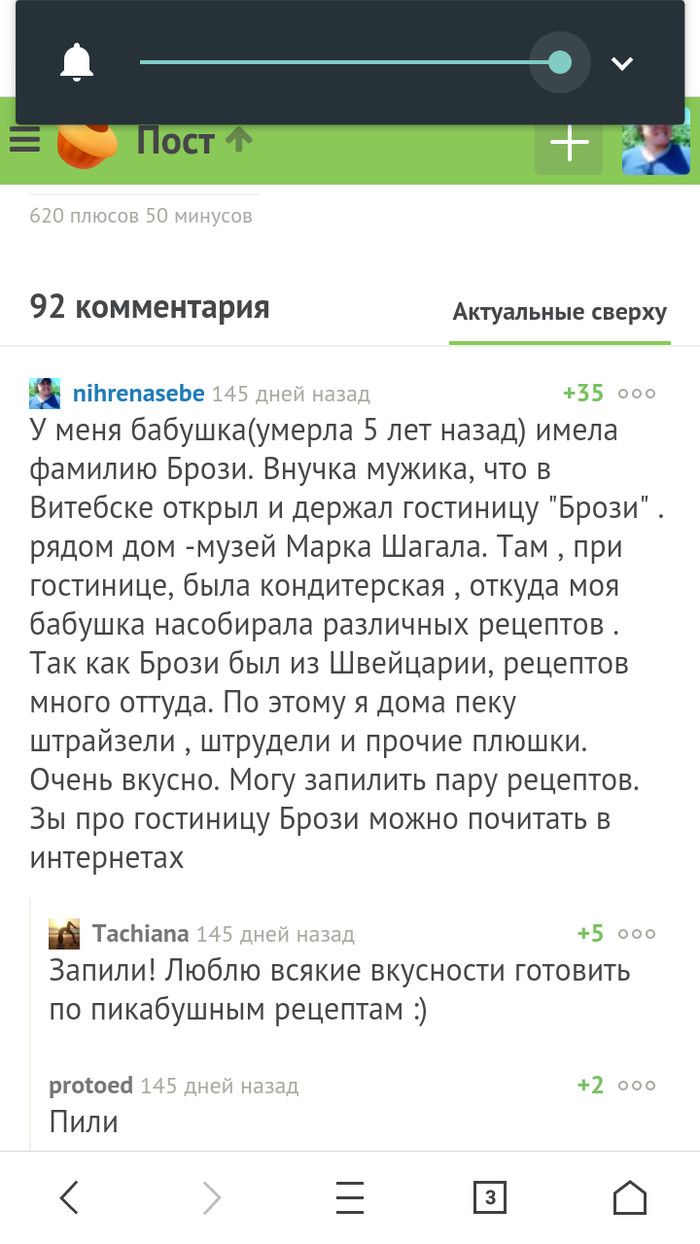 Пост
620 плюсов 50 минусов
92 комментария
Актуальные сверху
nihrenasebe 145 дней назад +35
У меня бабушка(умерла 5 лет назад) имела
фамилию Брози. Внучка мужика, что в
Витебске открыл и держал гостиницу "Брози" .
рядом дом -музей Марка Шагала. Там , при
гостинице, была кондитерская , откуда моя
бабушка насобирала различных рецептов .
Так как Брози был из Швейцарии, рецептов
много оттуда. По этому я дома пеку
штрайзели , штрудели и прочие плюшки.
Очень вкусно. Могу запилить пару рецептов.
Зы про гостиницу Брози можно почитать в
интернетах
Tachiana 145 дней назад +5
Запили! Люблю всякие вкусности готовить
по пикабушным рецептам :)
protoed 145 дней назад +2
Пили
3